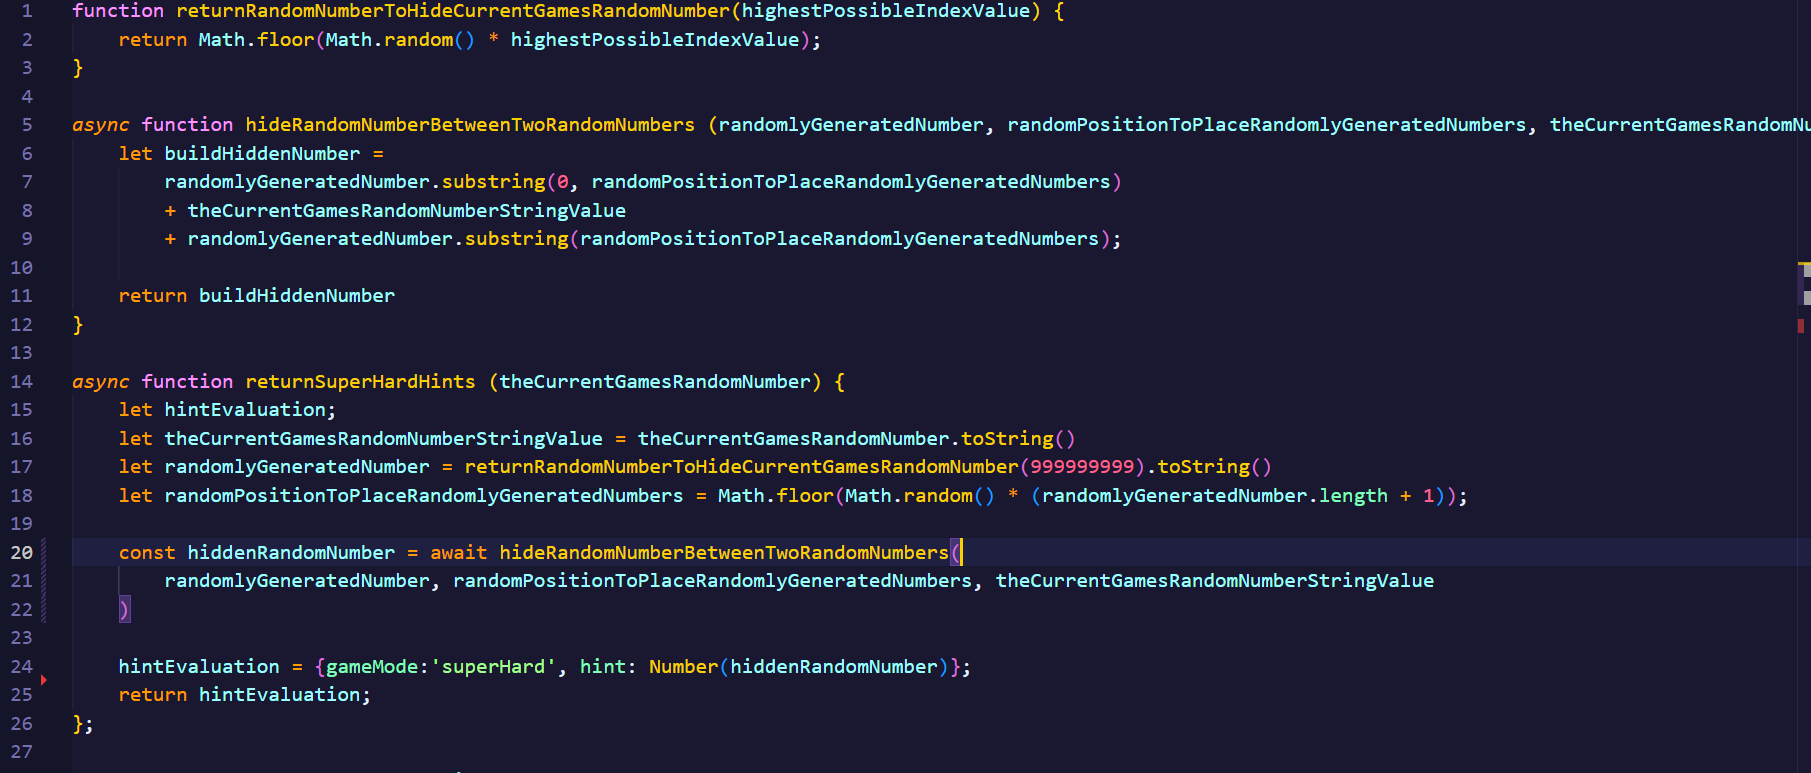 1 function returnRandomNumberToHideCurrentGamesRandomNumber(highestPossibleIndexValue) {
2 return Math.floor(Math.random() * highestPossibleIndexValue);
3 }
4
5 async function hideRandomNumberBetweenTwoRandomNumbers (randomlyGeneratedNumber, randomPositionToPlaceRandomlyGeneratedNumbers, theCurrentGamesRandomNu
6 let buildHiddenNumber =
7 randomlyGeneratedNumber.substring(0, randomPositionToPlaceRandomlyGeneratedNumbers)
8 + theCurrentGamesRandomNumberStringValue
9 + randomlyGeneratedNumber.substring(randomPositionToPlaceRandomlyGeneratedNumbers);
10
11 return buildHiddenNumber
12 }
13
14 async function returnSuperHardHints (theCurrentGamesRandomNumber) {
15 let hintEvaluation;
16 let theCurrentGamesRandomNumberStringValue = theCurrentGamesRandomNumber.toString()
17 let randomlyGeneratedNumber = returnRandomNumberToHideCurrentGamesRandomNumber(999999999).toString()
18 let randomPositionToPlaceRandomlyGeneratedNumbers = Math.floor(Math.random() * (randomlyGeneratedNumber.length + 1));
19
20 const hiddenRandomNumber = await hideRandomNumberBetweenTwoRandomNumbers(
21 randomlyGeneratedNumber, randomPositionToPlaceRandomlyGeneratedNumbers, theCurrentGamesRandomNumberStringValue
22 )
23
24 hintEvaluation = {gameMode:'superHard', hint: Number(hiddenRandomNumber)};
25 return hintEvaluation;
26 };
27